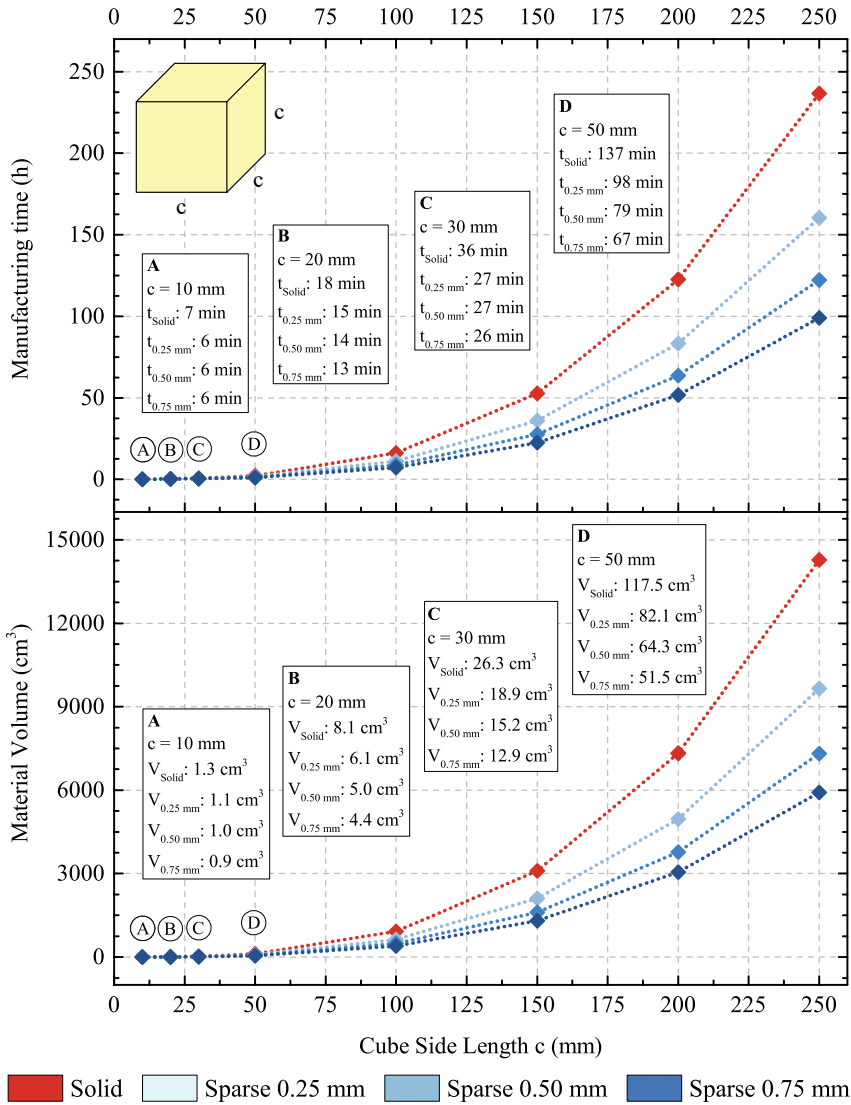 0 25 50 75 100 125 150 175 200 225 250
Manufacturing time (h)
250
200
150
100
50
0
c
c
c
A
c = 10 mm
tSolid: 7 min
t0.25 mm: 6 min
t0.50 mm: 6 min
t0.75 mm: 6 min
B
c = 20 mm
tSolid: 18 min
t0.25 mm: 15 min
t0.50 mm: 14 min
t0.75 mm: 13 min
C
c = 30 mm
tSolid: 36 min
t0.25 mm: 27 min
t0.50 mm: 27 min
t0.75 mm: 26 min
D
c = 50 mm
tSolid: 137 min
t0.25 mm: 98 min
t0.50 mm: 79 min
t0.75 mm: 67 min
A B C D
Material Volume (cm³)
15000
12000
9000
6000
3000
0
A
c = 10 mm
VSolid: 1.3 cm³
V0.25 mm: 1.1 cm³
V0.50 mm: 1.0 cm³
V0.75 mm: 0.9 cm³
B
c = 20 mm
VSolid: 8.1 cm³
V0.25 mm: 6.1 cm³
V0.50 mm: 5.0 cm³
V0.75 mm: 4.4 cm³
C
c = 30 mm
VSolid: 26.3 cm³
V0.25 mm: 18.9 cm³
V0.50 mm: 15.2 cm³
V0.75 mm: 12.9 cm³
D
c = 50 mm
VSolid: 117.5 cm³
V0.25 mm: 82.1 cm³
V0.50 mm: 64.3 cm³
V0.75 mm: 51.5 cm³
A B C D
0 25 50 75 100 125 150 175 200 225 250
Cube Side Length c (mm)
Solid Sparse 0.25 mm Sparse 0.50 mm Sparse 0.75 mm